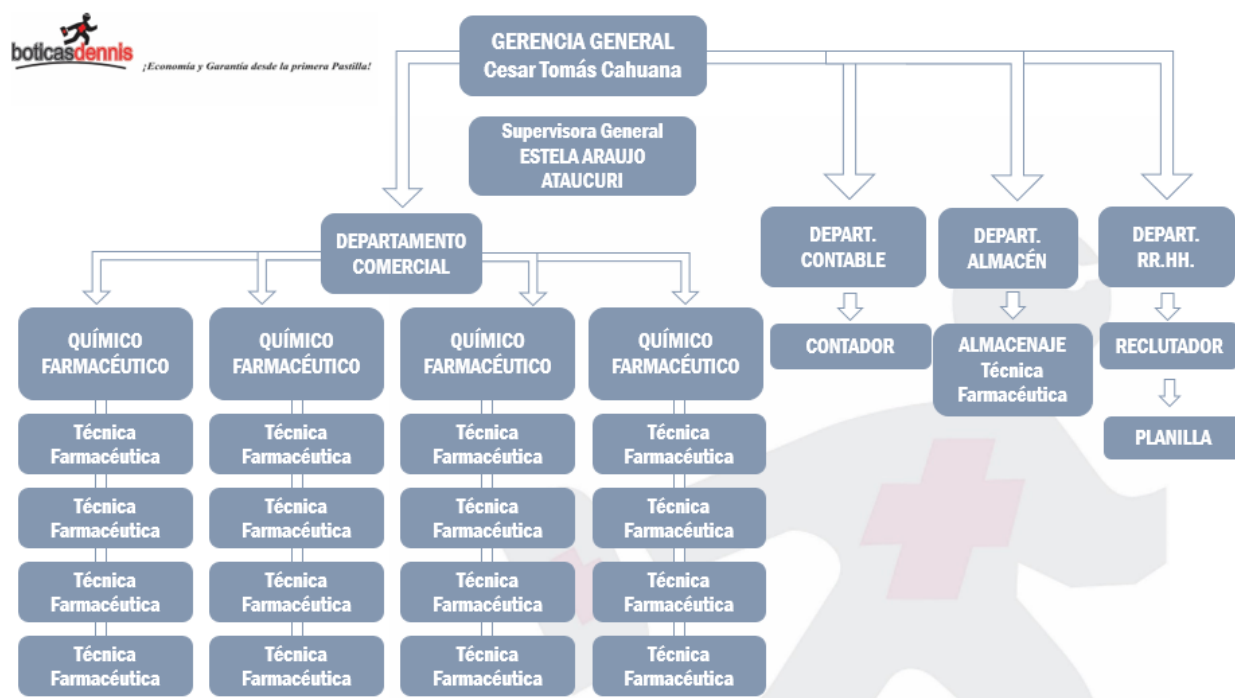 boticasdennis
¡Economía y Garantía desde la primera Pastilla!
GERENCIA GENERAL
Cesar Tomás Cahuana
Supervisora General
ESTELA ARAUJO
ATAUCURI
DEPARTAMENTO
COMERCIAL
DEPART.
CONTABLE
DEPART.
ALMACÉN
DEPART.
RR.HH.
QUÍMICO
FARMACÉUTICO
QUÍMICO
FARMACÉUTICO
QUÍMICO
FARMACÉUTICO
QUÍMICO
FARMACÉUTICO
CONTADOR
ALMACENAJE
Técnica
Farmacéutica
RECLUTADOR
PLANILLA
Técnica
Farmacéutica
Técnica
Farmacéutica
Técnica
Farmacéutica
Técnica
Farmacéutica
Técnica
Farmacéutica
Técnica
Farmacéutica
Técnica
Farmacéutica
Técnica
Farmacéutica
Técnica
Farmacéutica
Técnica
Farmacéutica
Técnica
Farmacéutica
Técnica
Farmacéutica
Técnica
Farmacéutica
Técnica
Farmacéutica
Técnica
Farmacéutica
Técnica
Farmacéutica